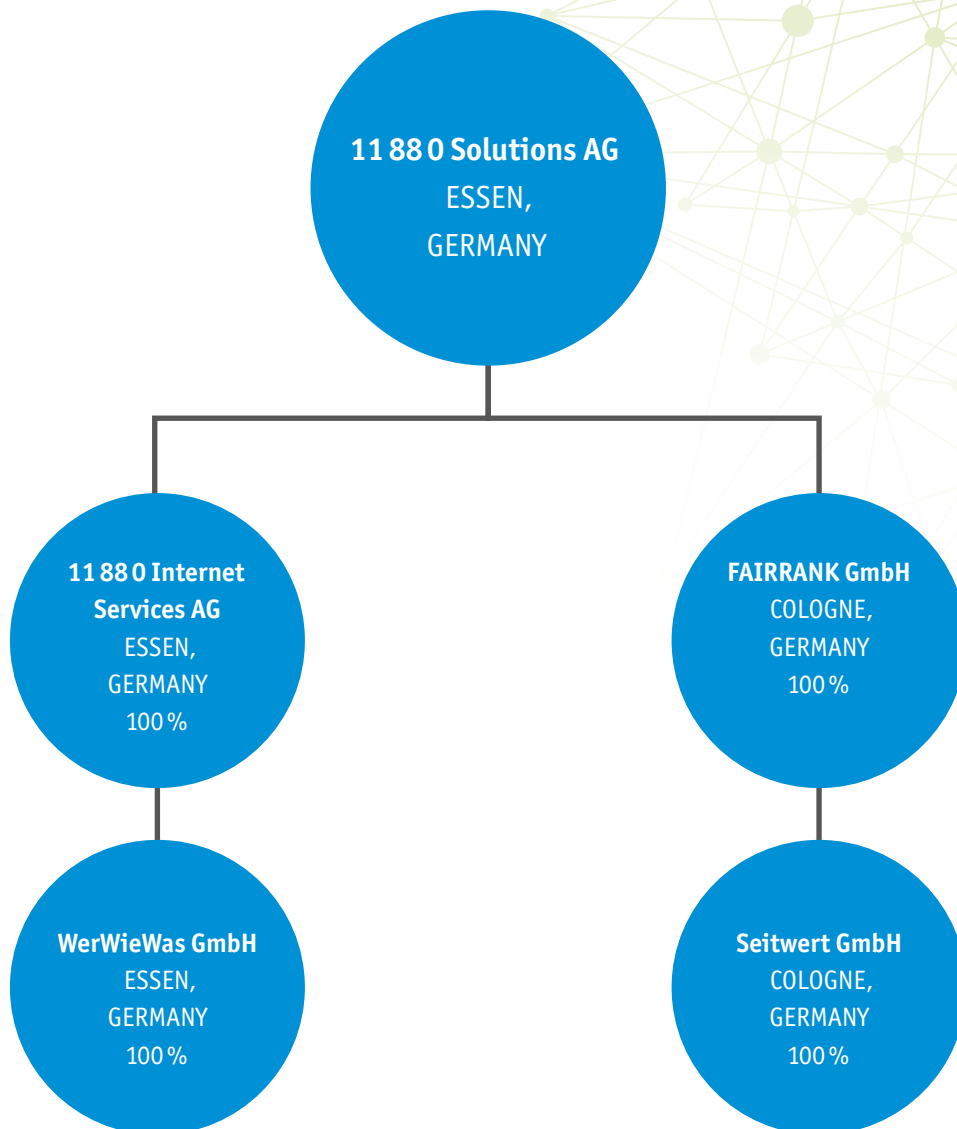 11 88 0 Solutions AG
ESSEN,
GERMANY
11 88 0 Internet
Services AG
ESSEN,
GERMANY
100 %
FAIRRANK GmbH
COLOGNE,
GERMANY
100 %
WerWieWas GmbH
ESSEN,
GERMANY
100 %
Seitwert GmbH
COLOGNE,
GERMANY
100 %